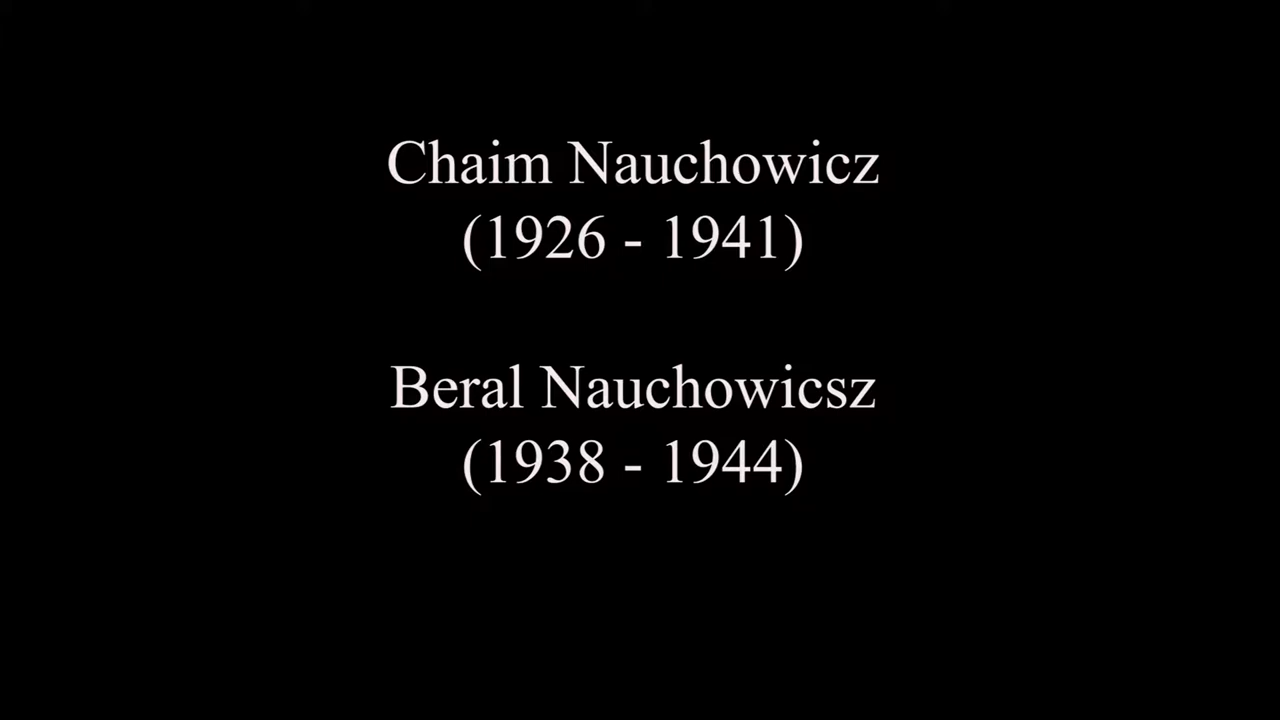 Chaim Nauchowicz
(1926 - 1941)
Beral Nauchowicsz
(1938 - 1944)